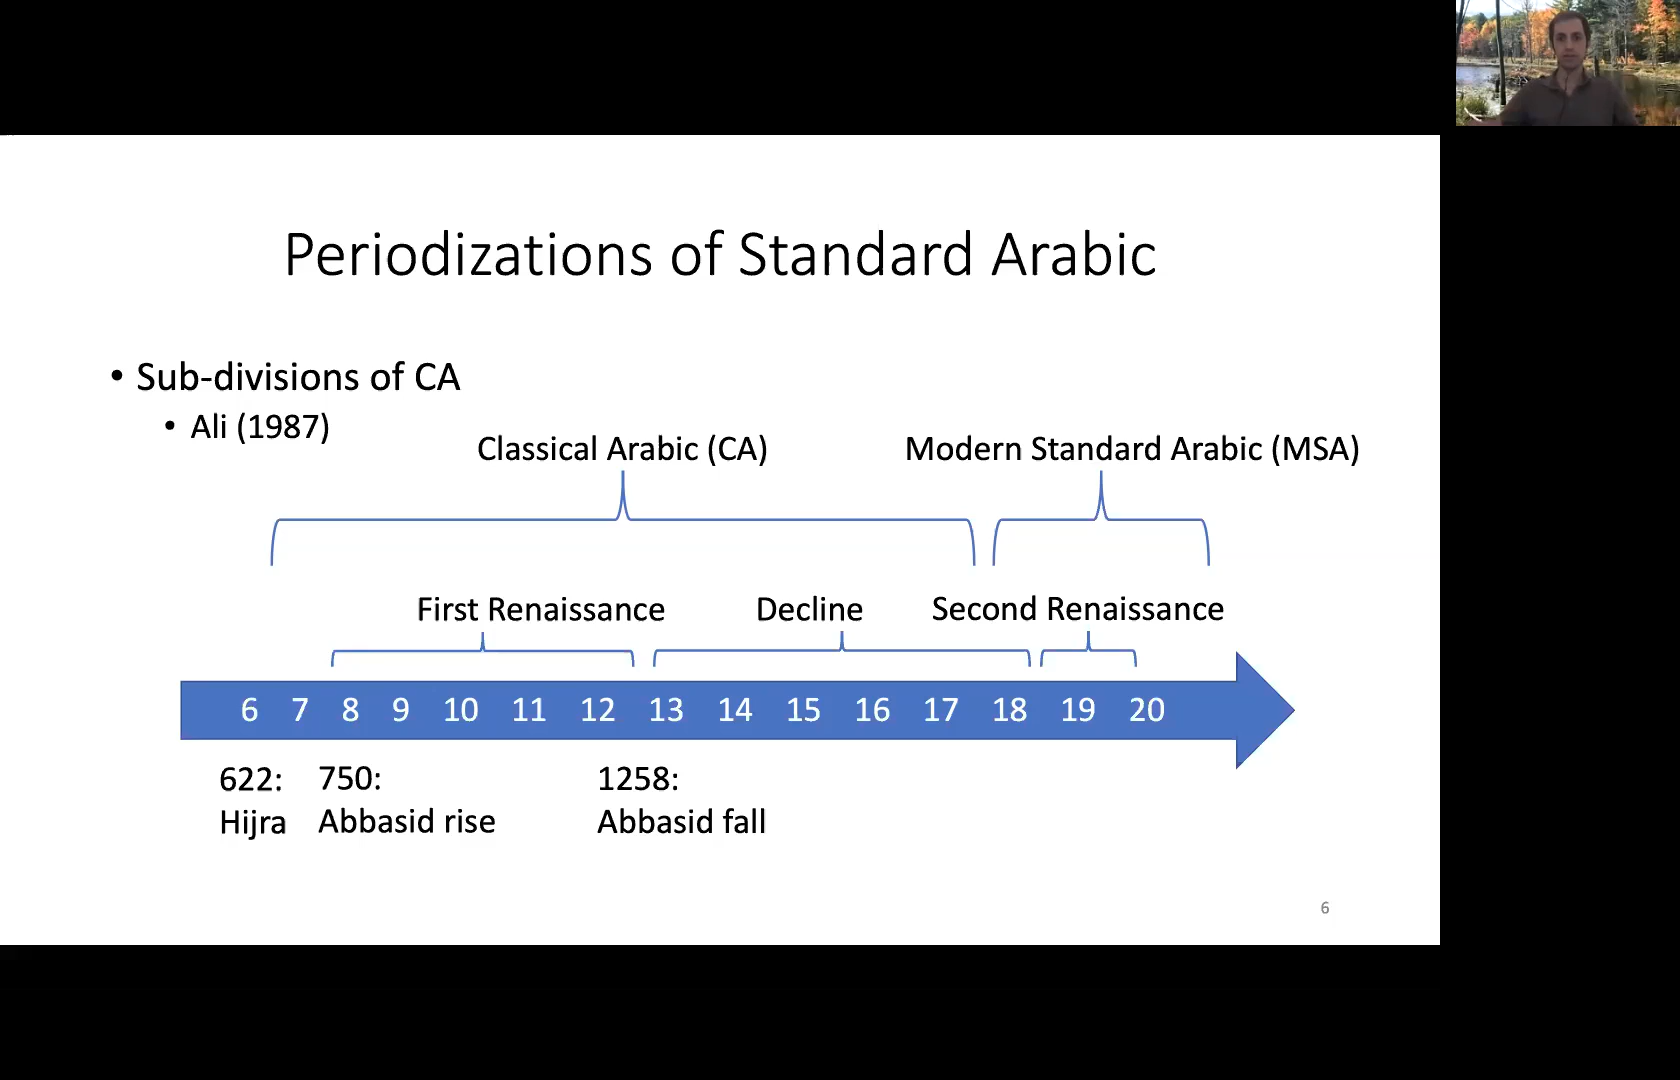 Periodizations of Standard Arabic
• Sub-divisions of CA
• Ali (1987)
Classical Arabic (CA)
Modern Standard Arabic (MSA)
First Renaissance
Decline
Second Renaissance
6 7 8 9 10 11 12 13 14 15 16 17 18 19 20
622:
Hijra
750:
Abbasid rise
1258:
Abbasid fall
6